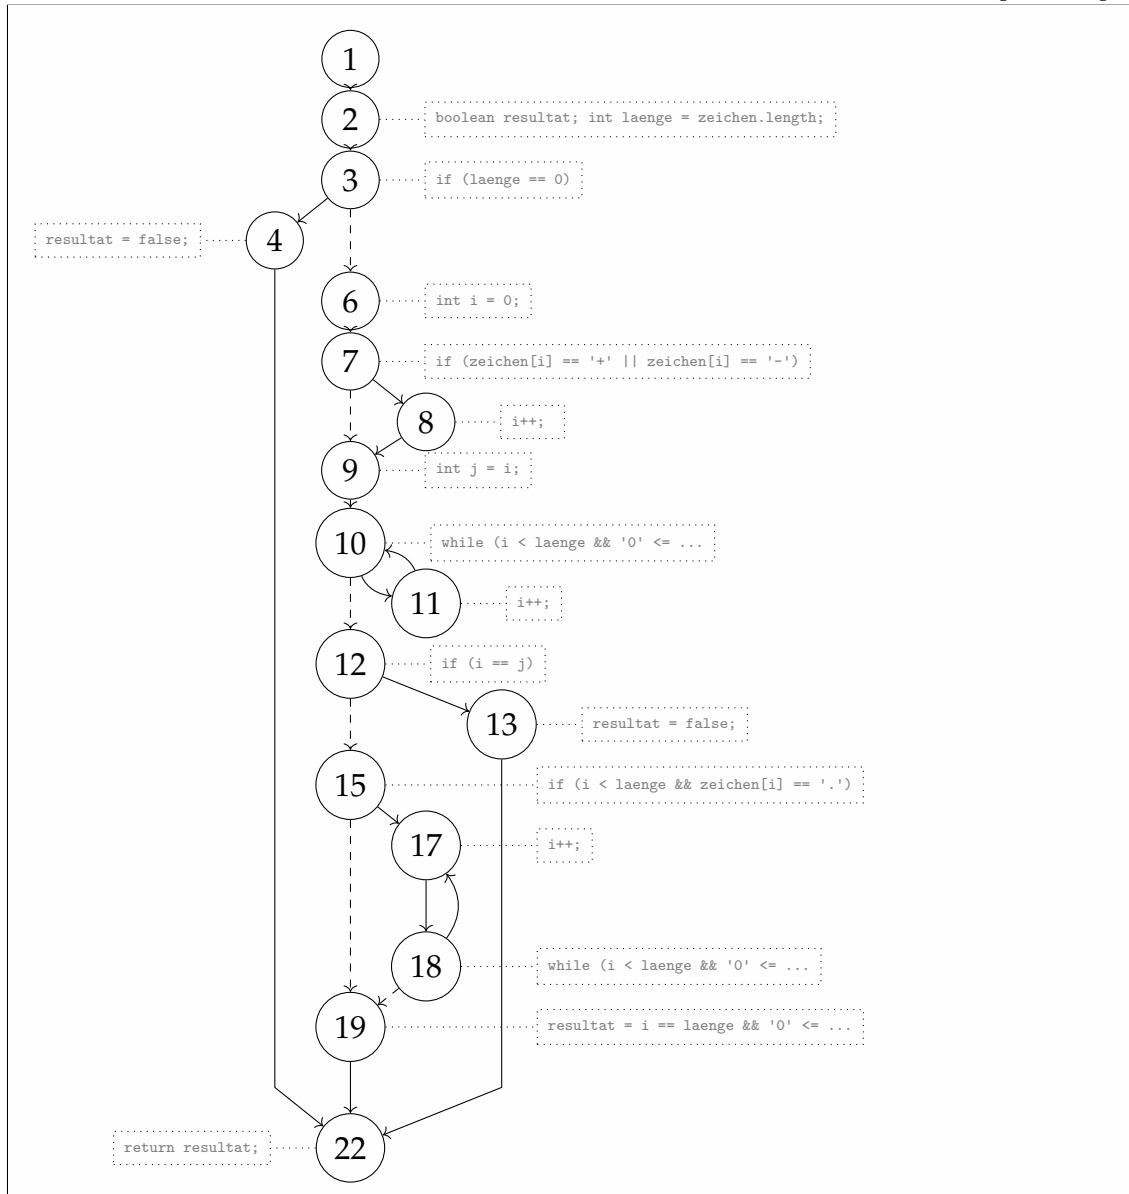 1
2
boolean resultat; int laenge = zeichen.length;
3
if (laenge == 0)
resultat = false;
4
6
int i = 0;
7
if (zeichen[i] == '+' || zeichen[i] == '-')
8
i++;
9
int j = i;
10
while (i < laenge && '0' <= ...
11
i++;
12
if (i == j)
13
resultat = false;
15
if (i < laenge && zeichen[i] == '.')
17
i++;
18
while (i < laenge && '0' <= ...
19
resultat = i == laenge && '0' <= ...
return resultat;
22